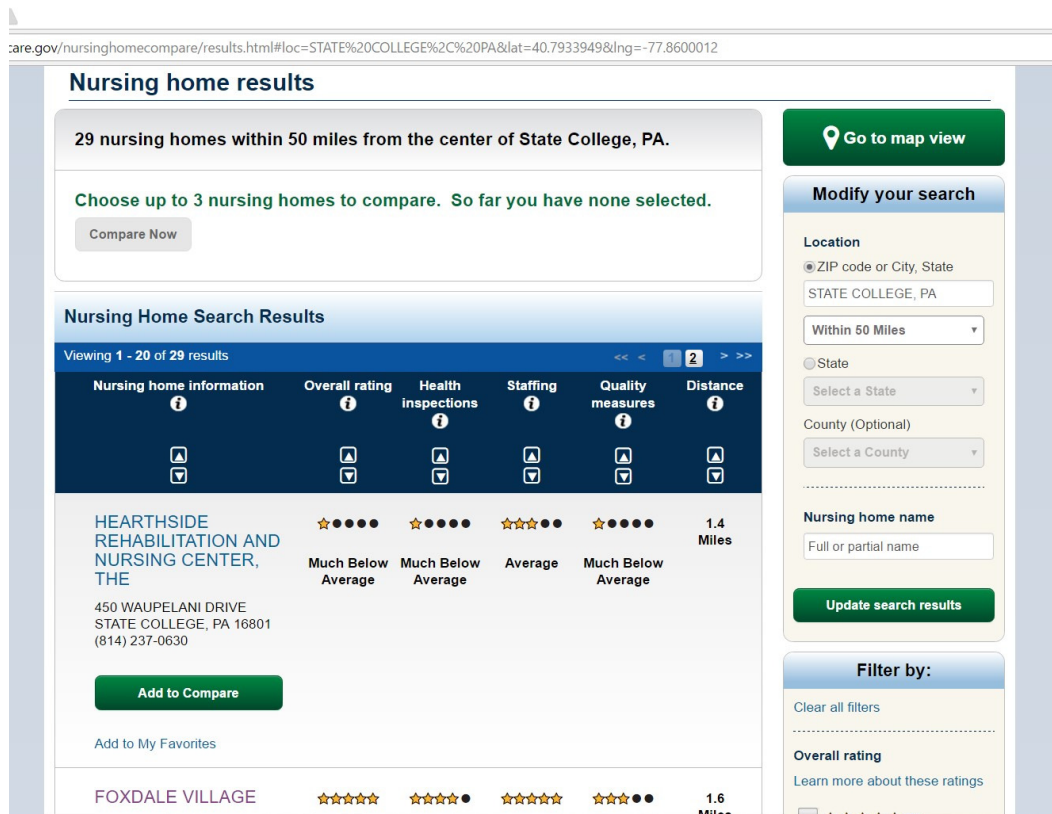 care.gov/nursinghomecompare/results.html#loc=STATE%20COLLEGE%2C%20PA&lat=40.7933949&lng=-77.8600012
Nursing home results
29 nursing homes within 50 miles from the center of State College, PA.
Choose up to 3 nursing homes to compare. So far you have none selected.
Compare Now
Nursing Home Search Results
Viewing 1 - 20 of 29 results
<< < 1 2 > >>
Nursing home information
Overall rating
Health
inspections
Staffing
Quality
measures
Distance
HEARTHSIDE
REHABILITATION AND
NURSING CENTER,
THE
450 WAUPELANI DRIVE
STATE COLLEGE, PA 16801
(814) 237-0630
Much Below
Average
Much Below
Average
Average
Much Below
Average
1.4
Miles
Add to Compare
Add to My Favorites
FOXDALE VILLAGE
1.6
Miles
Go to map view
Modify your search
Location
ZIP code or City, State
STATE COLLEGE, PA
Within 50 Miles
State
Select a State
County (Optional)
Select a County
Nursing home name
Full or partial name
Update search results
Filter by:
Clear all filters
Overall rating
Learn more about these ratings